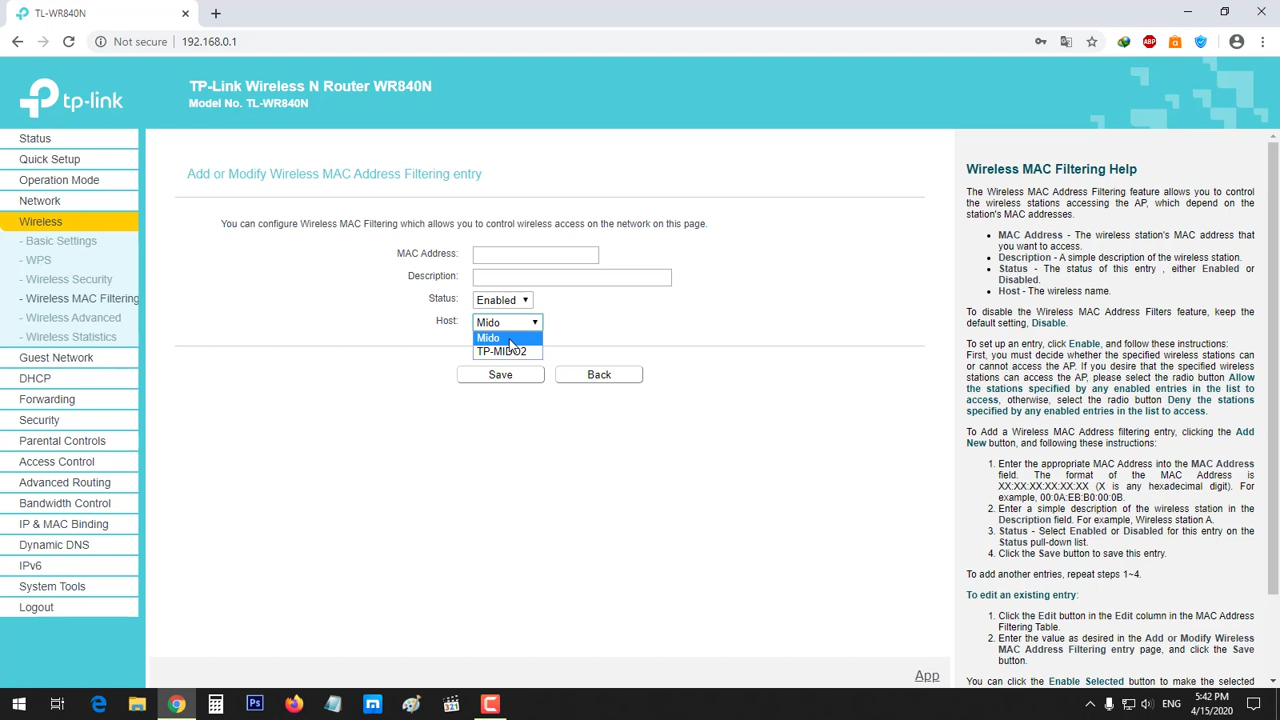 TL-WR840N
Not secure
192.168.0.1
ABP
tp-link
TP-Link Wireless N Router WR840N
Model No. TL-WR840N
Status
Quick Setup
Operation Mode
Network
Wireless
- Basic Settings
- WPS
- Wireless Security
- Wireless MAC Filtering
- Wireless Advanced
- Wireless Statistics
Guest Network
DHCP
Forwarding
Security
Parental Controls
Access Control
Advanced Routing
Bandwidth Control
IP & MAC Binding
Dynamic DNS
IPv6
System Tools
Logout
Add or Modify Wireless MAC Address Filtering entry
You can configure Wireless MAC Filtering which allows you to control wireless access on the network on this page.
MAC Address:
Description:
Status:
Enabled
Host:
Mido
Mido
TP-MIDO2
Save
Back
App
Wireless MAC Filtering Help
The Wireless MAC Address Filtering feature allows you to control
the wireless stations accessing the AP, which depend on the
station's MAC addresses.
• MAC Address - The wireless station's MAC address that
you want to access.
• Description - A simple description of the wireless station.
• Status - The status of this entry , either Enabled or
Disabled.
• Host - The wireless name.
To disable the Wireless MAC Address Filters feature, keep the
default setting, Disable.
To set up an entry, click Enable, and follow these instructions:
First, you must decide whether the specified wireless stations can
or cannot access the AP. If you desire that the specified wireless
stations can access the AP, please select the radio button Allow
the stations specified by any enabled entries in the list to
access, otherwise, select the radio button Deny the stations
specified by any enabled entries in the list to access.
To Add a Wireless MAC Address filtering entry, clicking the Add
New button, and following these instructions:
1. Enter the appropriate MAC Address into the MAC Address
field. The format of the MAC Address is
XX:XX:XX:XX:XX:XX (X is any hexadecimal digit). For
example, 00:0A:EB:B0:00:0B.
2. Enter a simple description of the wireless station in the
Description field. For example, Wireless station A.
3. Status - Select Enabled or Disabled for this entry on the
Status pull-down list.
4. Click the Save button to save this entry.
To add another entries, repeat steps 1~4.
To edit an existing entry:
1. Click the Edit button in the Edit column in the MAC Address
Filtering Table.
2. Enter the value as desired in the Add or Modify Wireless
MAC Address Filtering entry page, and click the Save
button.
You can click the Enable Selected button to make the selected
Ps
ENG
5:42 PM
4/15/2020